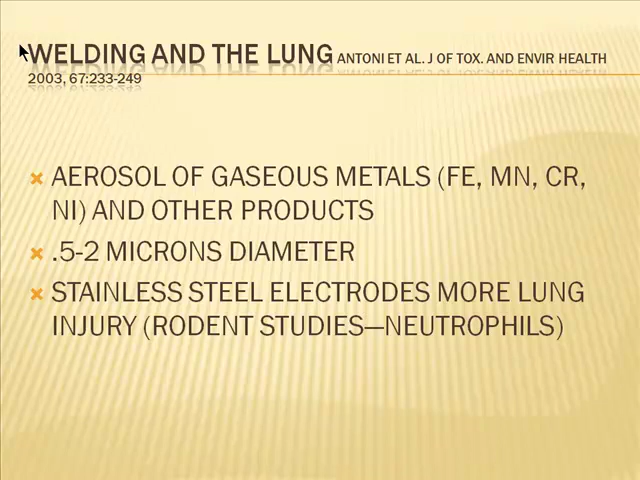 WELDING AND THE LUNG ANTONI ET AL. J OF TOX. AND ENVIR HEALTH
2003, 67:233-249
AEROSOL OF GASEOUS METALS (FE, MN, CR,
NI) AND OTHER PRODUCTS
.5-2 MICRONS DIAMETER
STAINLESS STEEL ELECTRODES MORE LUNG
INJURY (RODENT STUDIES—NEUTROPHILS)